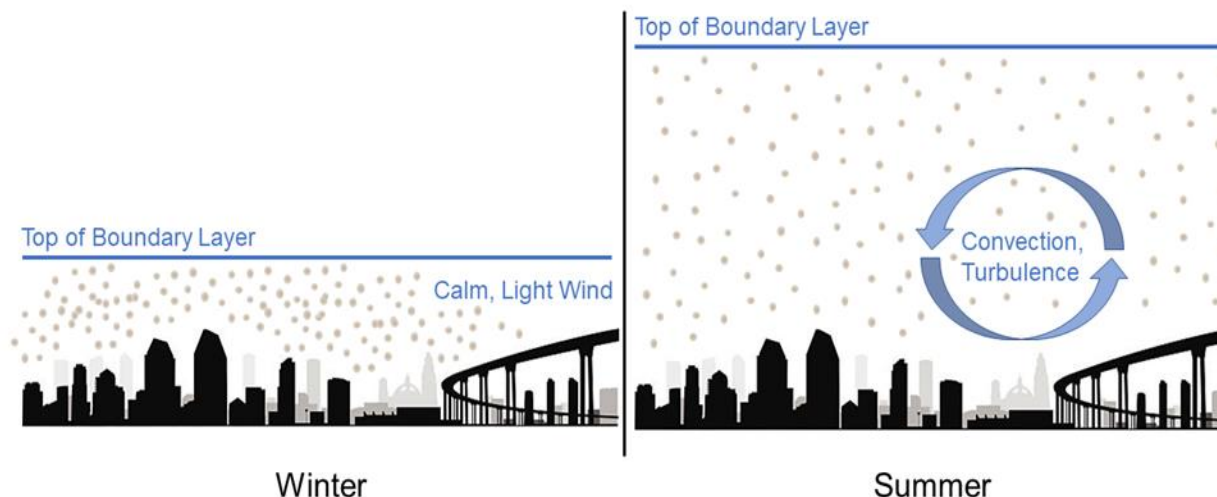 Top of Boundary Layer
Calm, Light Wind
Winter
Top of Boundary Layer
Convection,
Turbulence
Summer